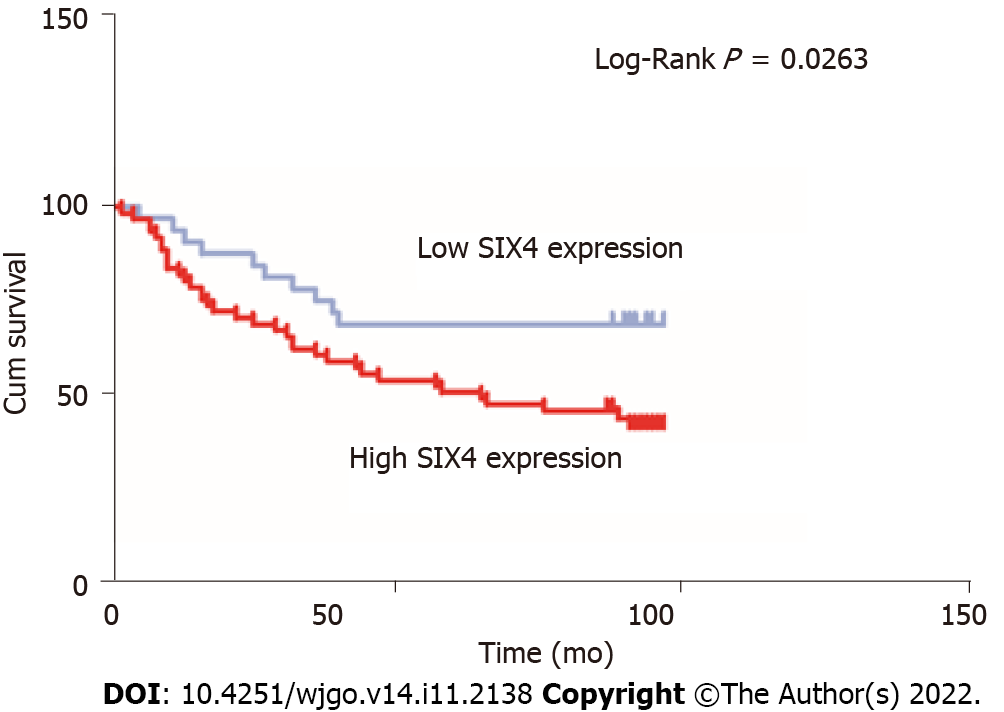 150
Log-Rank P = 0.0263
100
Low SIX4 expression
Cum survival
50
High SIX4 expression
0
0 50 100 150
Time (mo)
DOI: 10.4251/wjgo.v14.i11.2138 Copyright ©The Author(s) 2022.